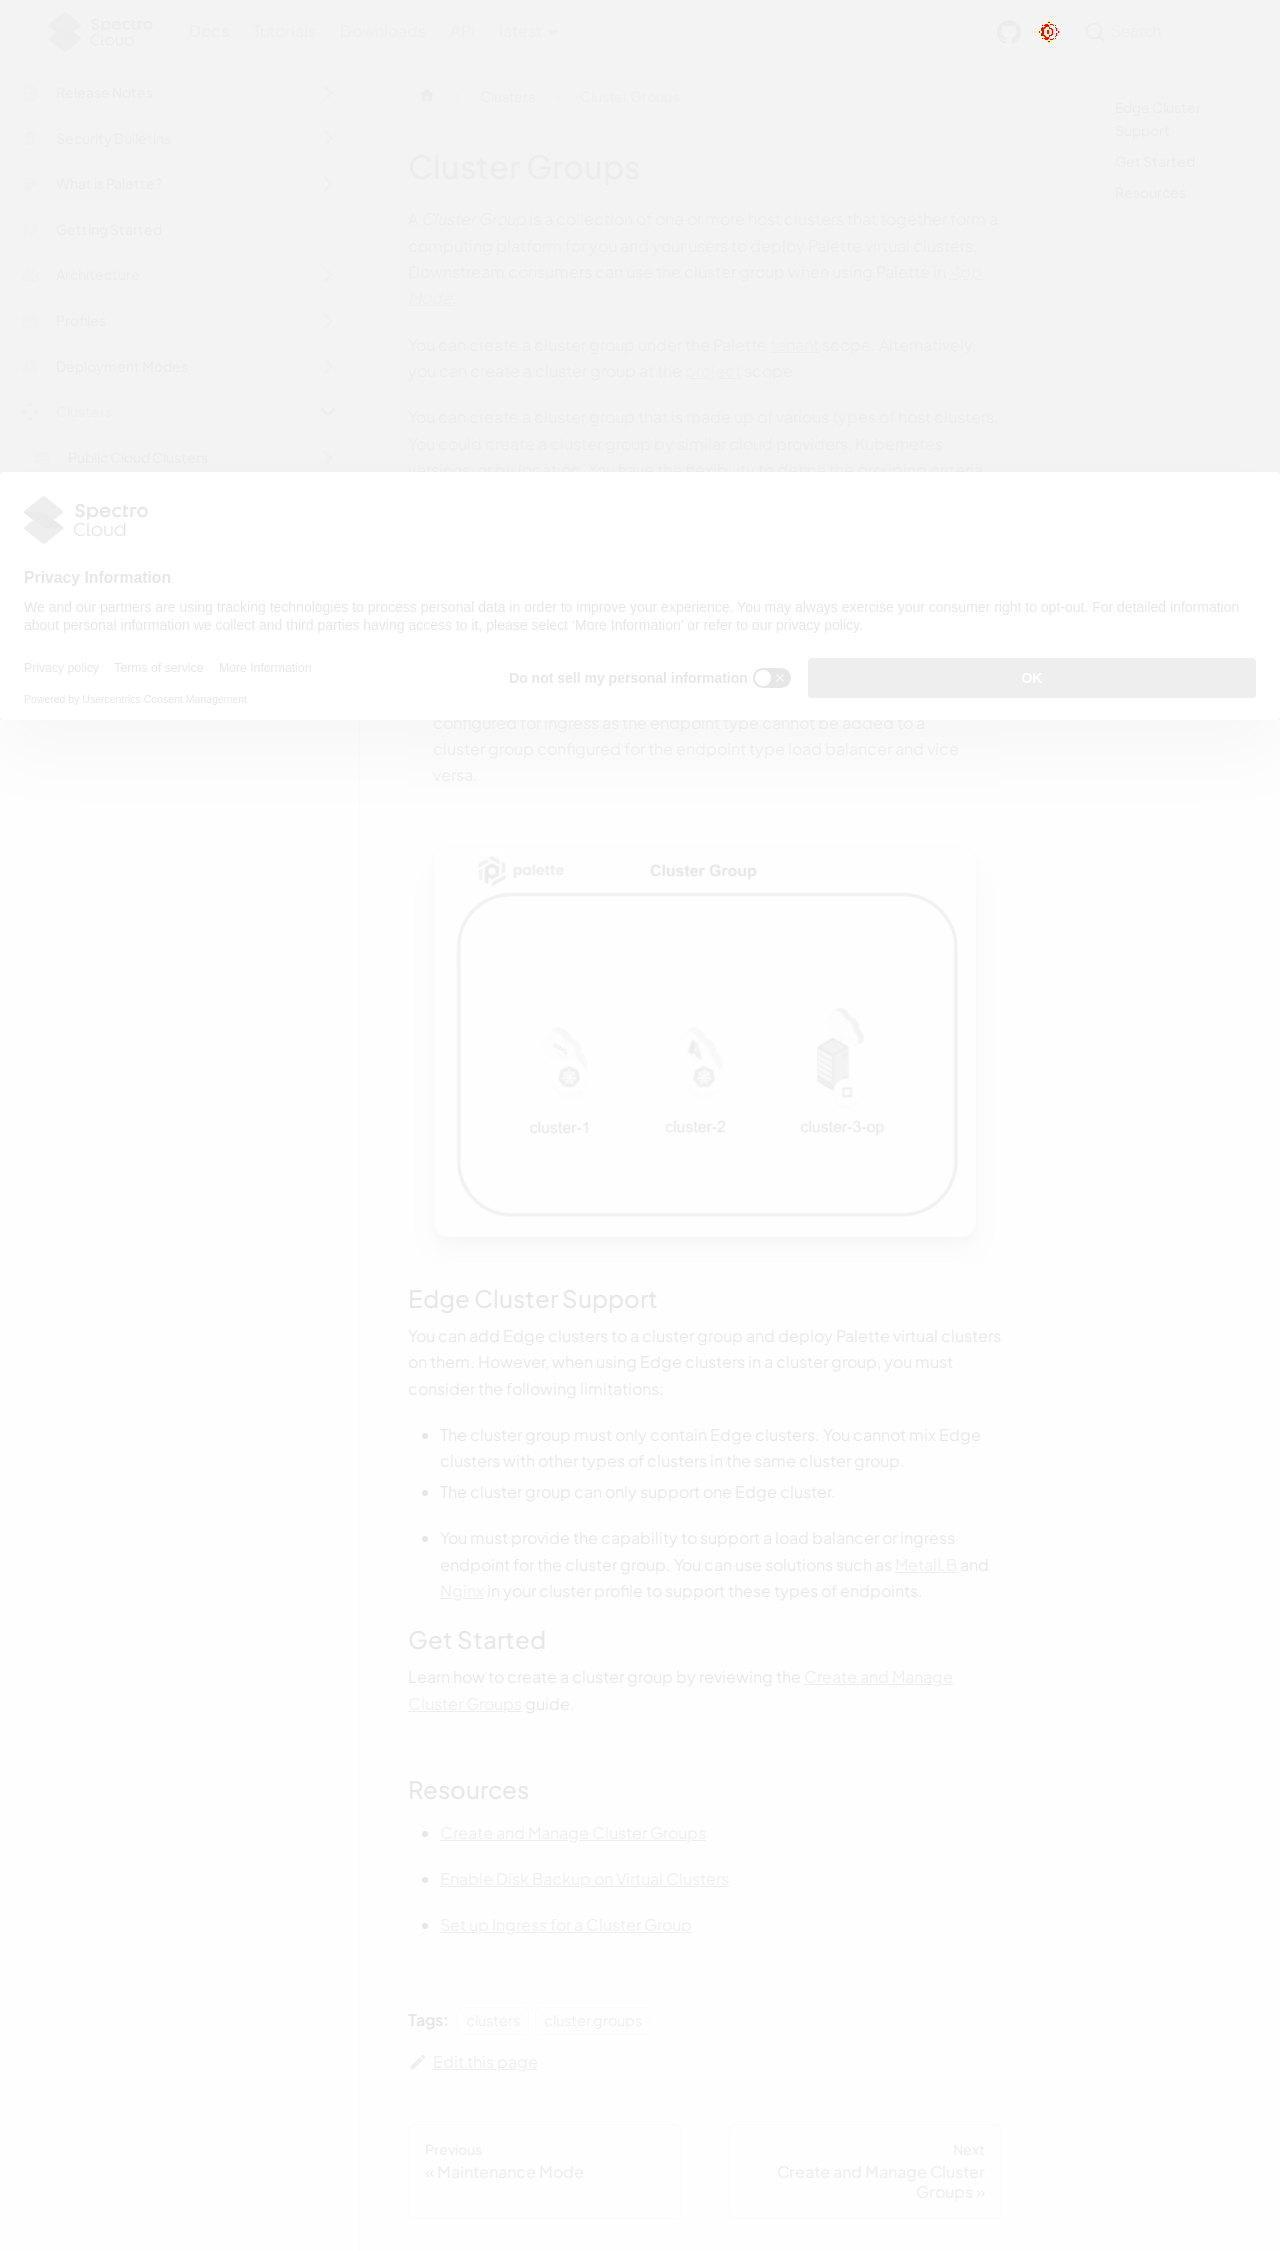 Spectro
Cloud
Docs
Tutorials
Downloads
API
latest
Search
Release Notes
Security Bulletins
What is Palette?
Getting Started
Architecture
Profiles
Deployment Modes
Clusters
Public Cloud Clusters
Clusters
Cluster Groups
Cluster Groups
A Cluster Group is a collection of one or more host clusters that together form a
computing platform for you and your users to deploy Palette virtual clusters.
Downstream consumers can use the cluster group when using Palette in App
Mode.
You can create a cluster group under the Palette tenant scope. Alternatively,
you can create a cluster group at the project scope.
You can create a cluster group that is made up of various types of host clusters.
You could create a cluster group by similar cloud providers, Kubernetes
versions, or by location. You have the flexibility to define the grouping criteria.
Edge Cluster
Support
Get Started
Resources
Spectro
Cloud
Privacy Information
We and our partners are using tracking technologies to process personal data in order to improve your experience. You may always exercise your consumer right to opt-out. For detailed information
about personal information we collect and third parties having access to it, please select ‘More Information’ or refer to our privacy policy.
Privacy policy
Terms of service
More Information
Powered by Usercentrics Consent Management
Do not sell my personal information
OK
configured for ingress as the endpoint type cannot be added to a
cluster group configured for the endpoint type load balancer and vice
versa.
palette
Cluster Group
cluster-1
cluster-2
cluster-3-op
Edge Cluster Support
You can add Edge clusters to a cluster group and deploy Palette virtual clusters
on them. However, when using Edge clusters in a cluster group, you must
consider the following limitations:
The cluster group must only contain Edge clusters. You cannot mix Edge
clusters with other types of clusters in the same cluster group.
The cluster group can only support one Edge cluster.
You must provide the capability to support a load balancer or ingress
endpoint for the cluster group. You can use solutions such as MetalLB and
Nginx in your cluster profile to support these types of endpoints.
Get Started
Learn how to create a cluster group by reviewing the Create and Manage
Cluster Groups guide.
Resources
Create and Manage Cluster Groups
Enable Disk Backup on Virtual Clusters
Set up Ingress for a Cluster Group
Tags:
clusters
cluster groups
Edit this page
Previous
« Maintenance Mode
Next
Create and Manage Cluster
Groups »